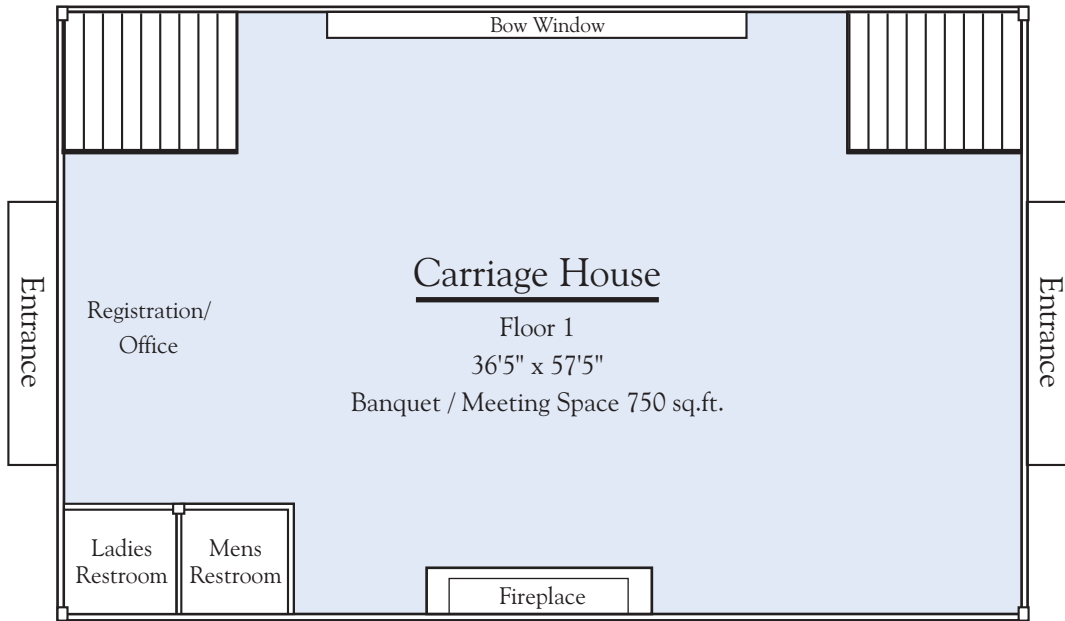 Bow Window
Entrance
Carriage House
Entrance
Registration/
Office
Floor 1
36'5" x 57'5"
Banquet / Meeting Space 750 sq.ft.
Ladies
Restroom
Mens
Restroom
Fireplace